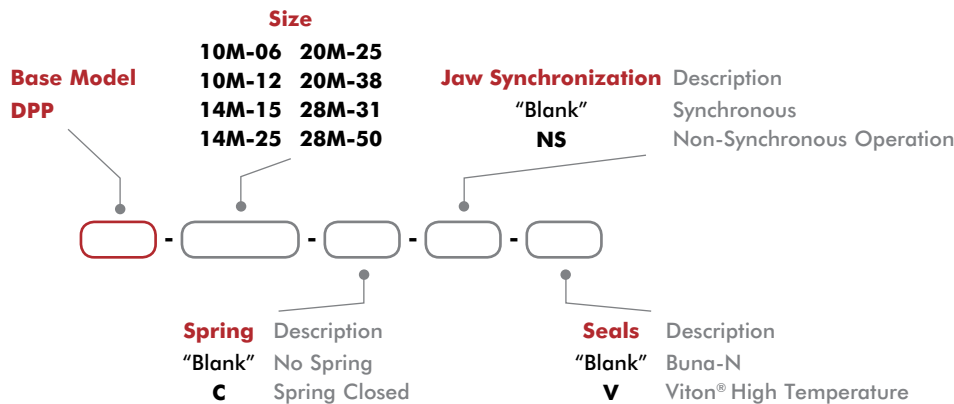 Size
10M-06 20M-25
Base Model 10M-12 20M-38 Jaw Synchronization Description
DPP 14M-15 28M-31 “Blank” Synchronous
14M-25 28M-50 NS Non-Synchronous Operation
- - - -
Spring Description Seals Description
“Blank” No Spring “Blank” Buna-N
C Spring Closed V Viton® High Temperature